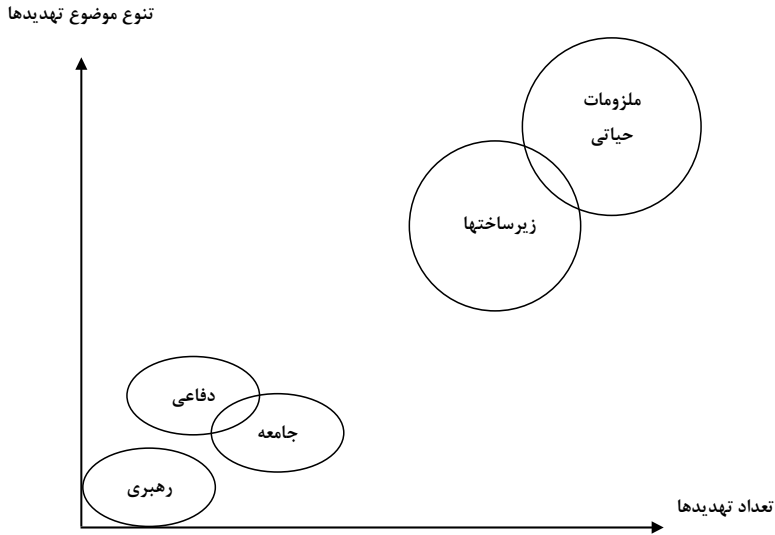 تنوع موضوع تهدیدها
ملزومات
حیاتی
زیرساختها
دفاعی
جامعه
رهبری
تعداد تهدیدها